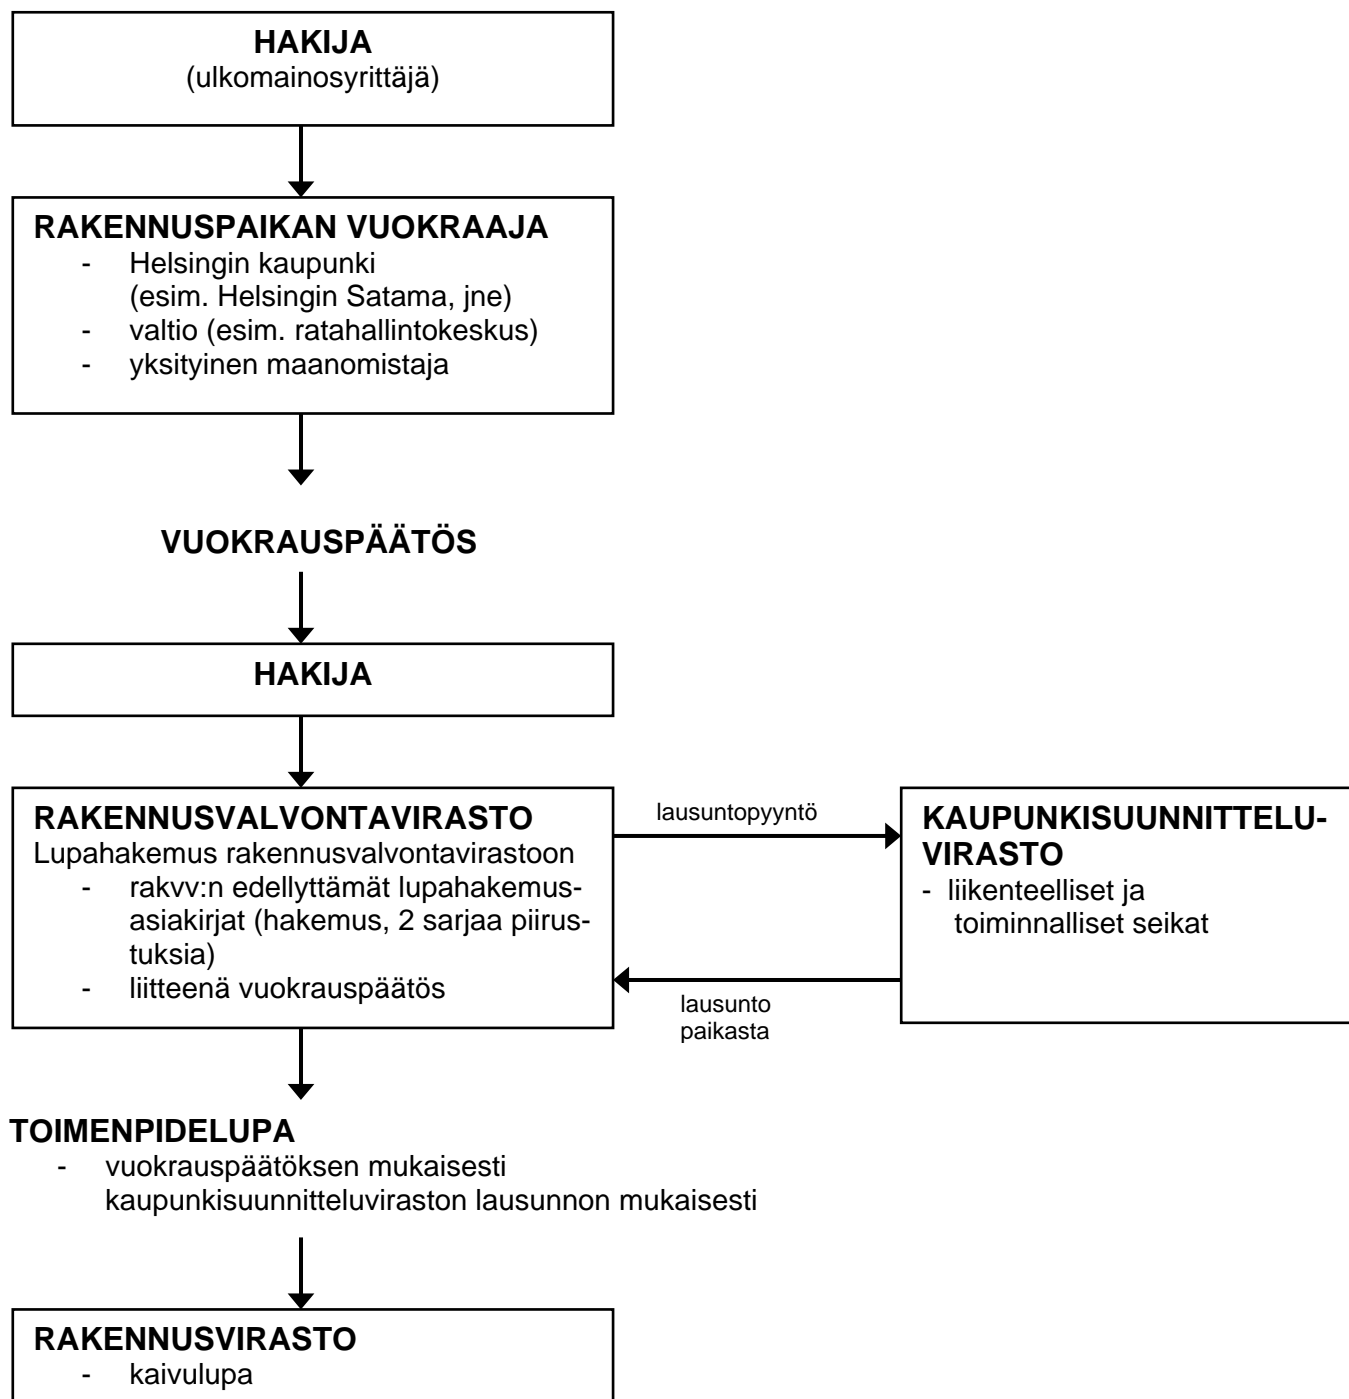 HAKIJA
(ulkomainosyrittäjä)
RAKENNUSPAIKAN VUOKRAAJA
- Helsingin kaupunki
(esim. Helsingin Satama, jne)
- valtio (esim. ratahallintokeskus)
- yksityinen maanomistaja
VUOKRAUSPÄÄTÖS
HAKIJA
RAKENNUSVALVONTAVIRASTO
Lupahakemus rakennusvalvontavirastoon
- rakvv:n edellyttämät lupahakemus-
asiakirjat (hakemus, 2 sarjaa piirus-
tuksia)
- liitteenä vuokrauspäätös
lausuntopyyntö
KAUPUNKISUUNNITTELU-
VIRASTO
- liikenteelliset ja
toiminnalliset seikat
lausunto
paikasta
TOIMENPIDELUPA
- vuokrauspäätöksen mukaisesti
kaupunkisuunnitteluviraston lausunnon mukaisesti
RAKENNUSVIRASTO
- kaivulupa